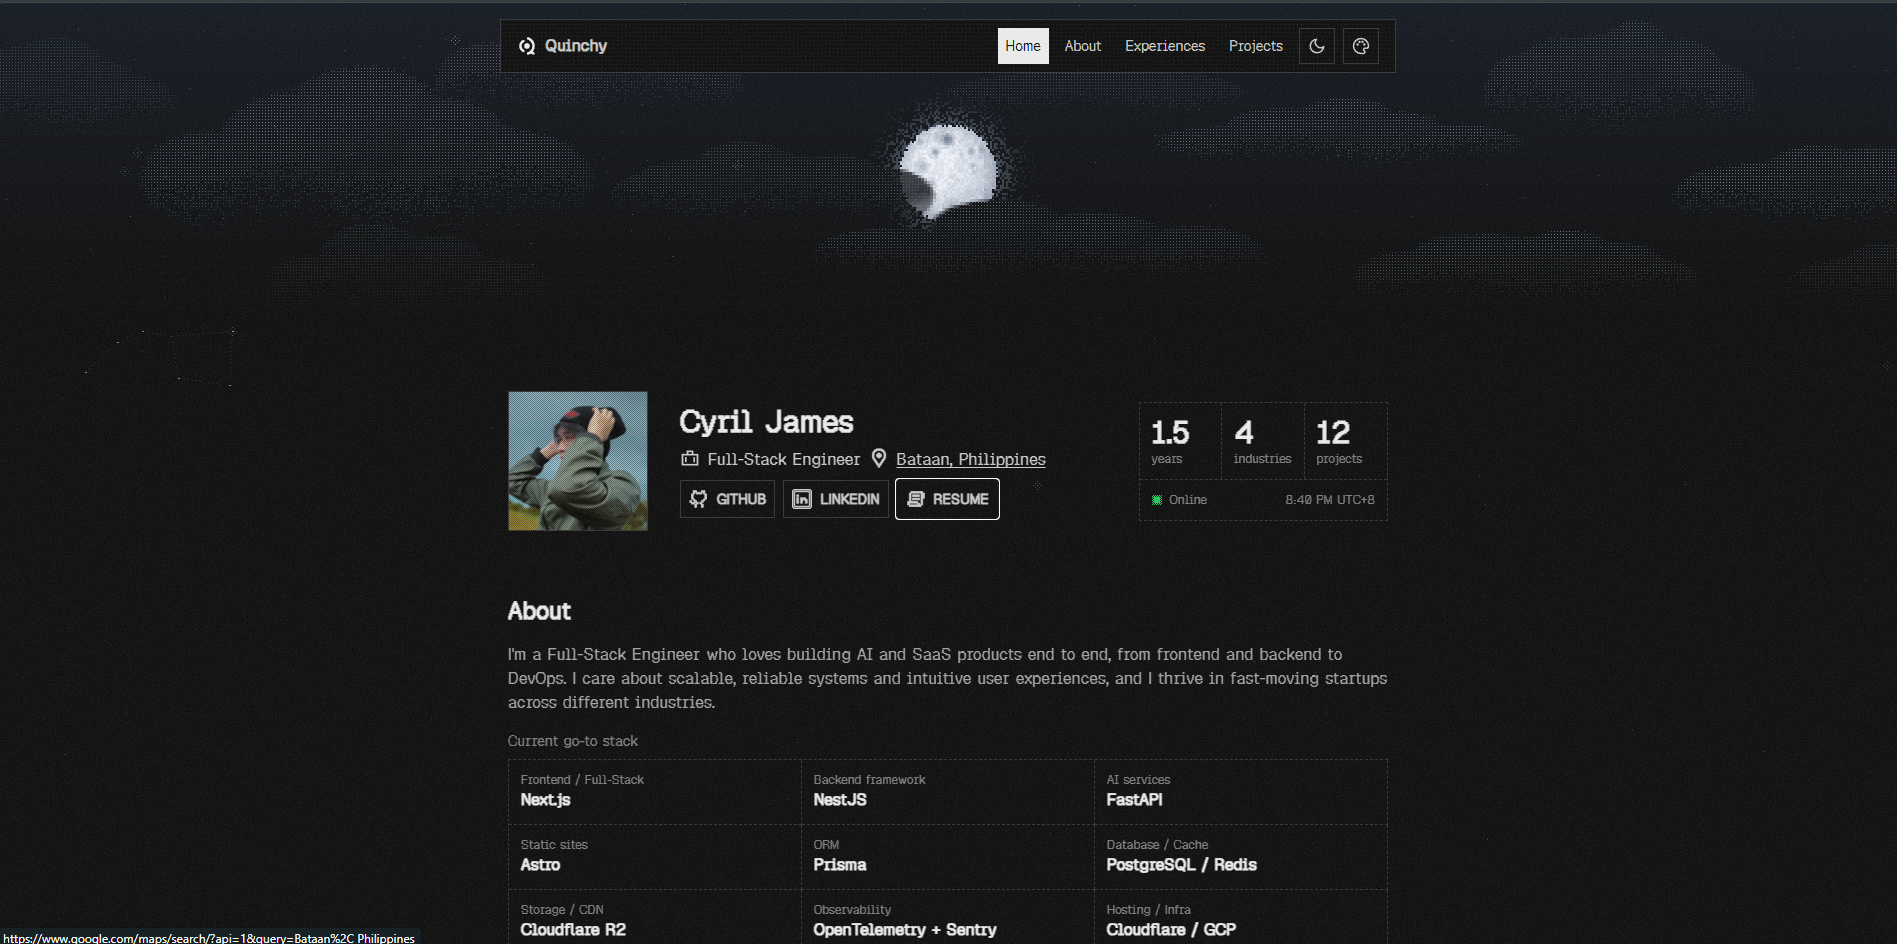 Quinchy
Home About Experiences Projects
Cyril James
Full-Stack Engineer Bataan, Philippines
GITHUB LINKEDIN RESUME
1.5 4 12
years industries projects
Online 8:40 PM UTC+8
About
I'm a Full-Stack Engineer who loves building AI and SaaS products end to end, from frontend and backend to
DevOps. I care about scalable, reliable systems and intuitive user experiences, and I thrive in fast-moving startups
across different industries.
Current go-to stack
Frontend / Full-Stack Backend framework AI services
Next.js NestJS FastAPI
Static sites ORM Database / Cache
Astro Prisma PostgreSQL / Redis
Storage / CDN Observability Hosting / Infra
Cloudflare R2 OpenTelemetry + Sentry Cloudflare / GCP
https://www.google.com/maps/search/?api=1&query=Bataan%2C Philippines